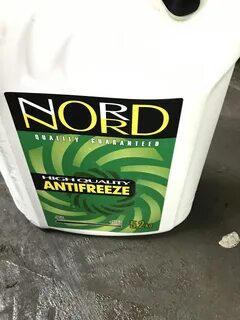 NORD
QUALITY GUARANTEED
HIGH QUALITY
ANTIFREEZE